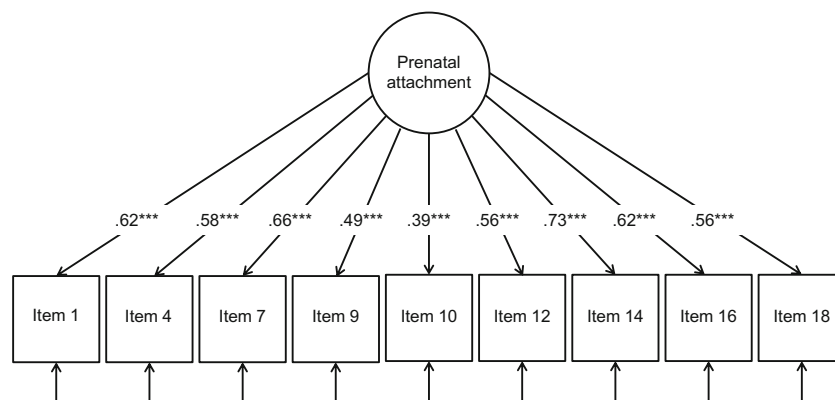 Prenatal
attachment
.62*** .58*** .66*** .49*** .39*** .56*** .73*** .62*** .56***
Item 1 Item 4 Item 7 Item 9 Item 10 Item 12 Item 14 Item 16 Item 18